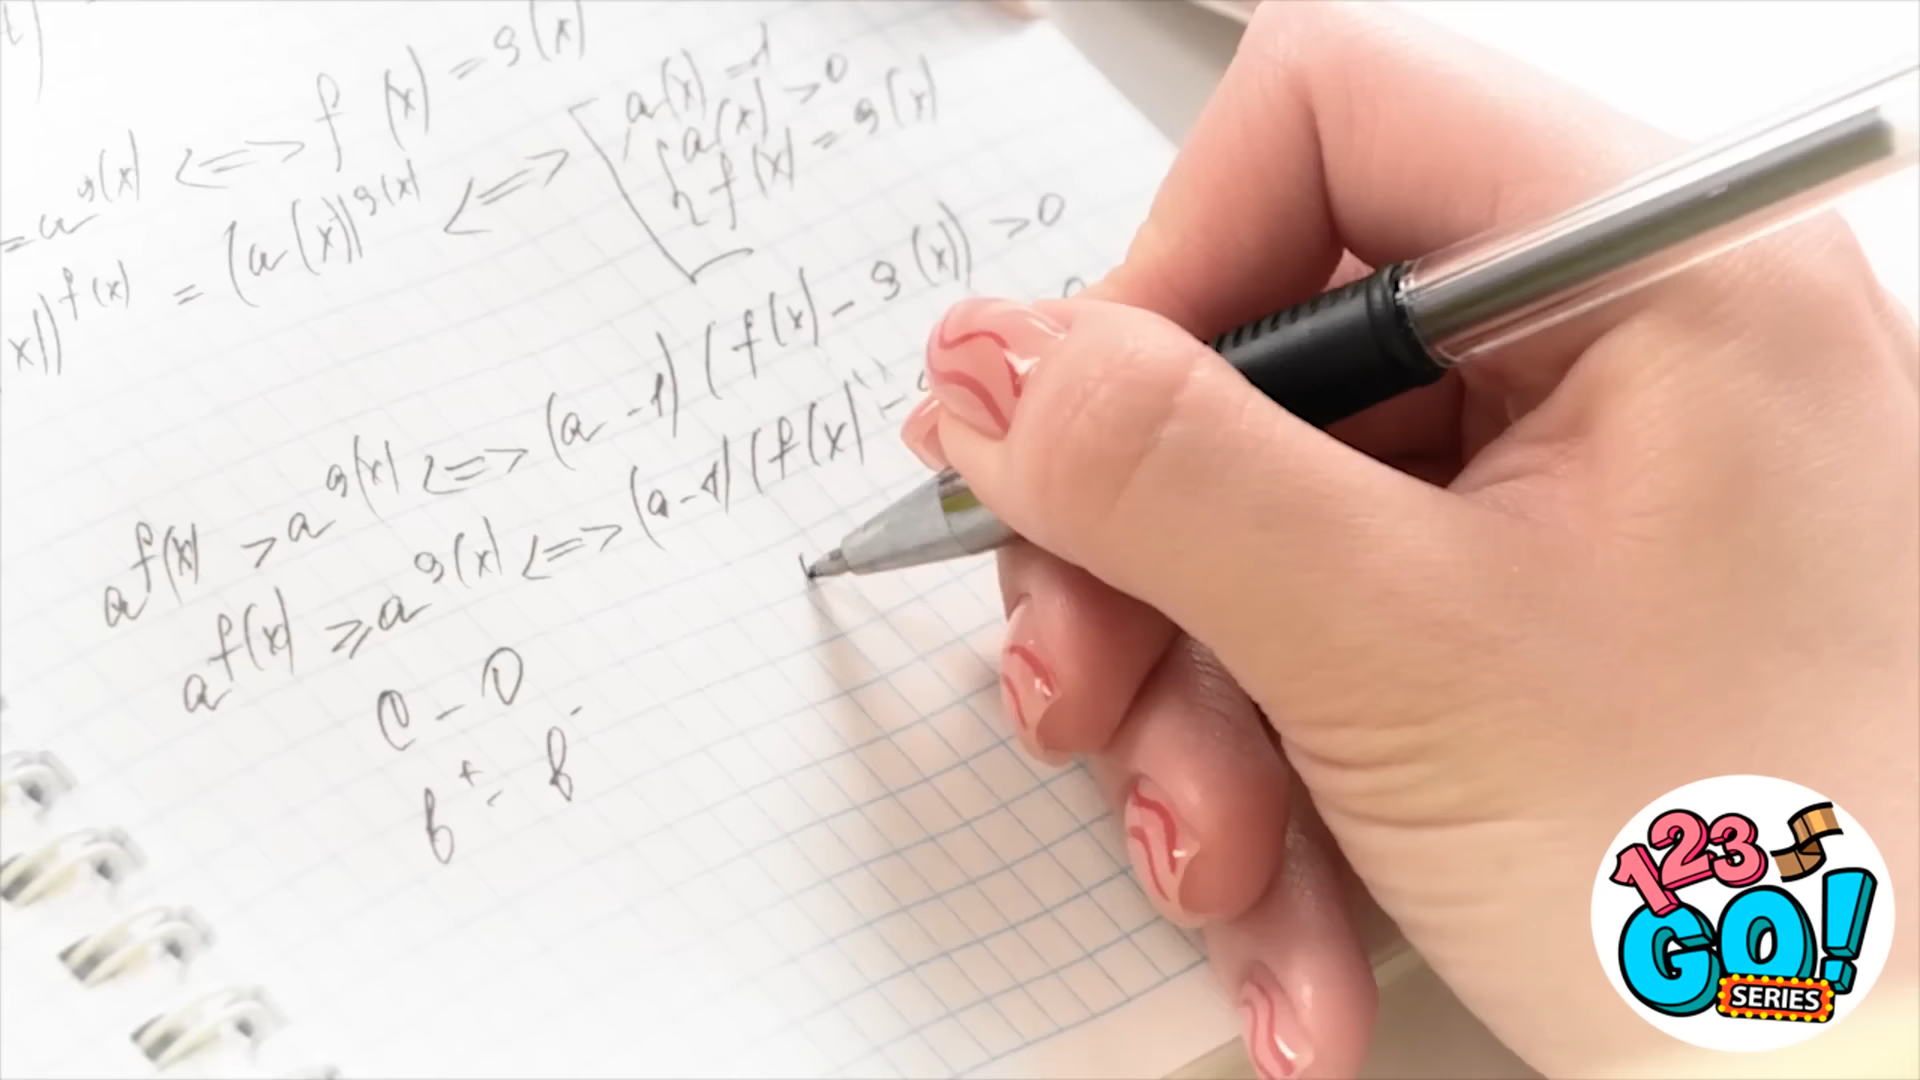 = a^g(x) <=> f(x) = g(x)
x))^f(x) = (a(x))^g(x) <=>
a(x) = 1
a(x) > 0
f(x) = g(x)
a^f(x) > a^g(x) <=> (a - 1)(f(x) - g(x)) > 0
a^f(x) ⩾ a^g(x) <=> (a - 1)(f(x) -
123
GO!
SERIES